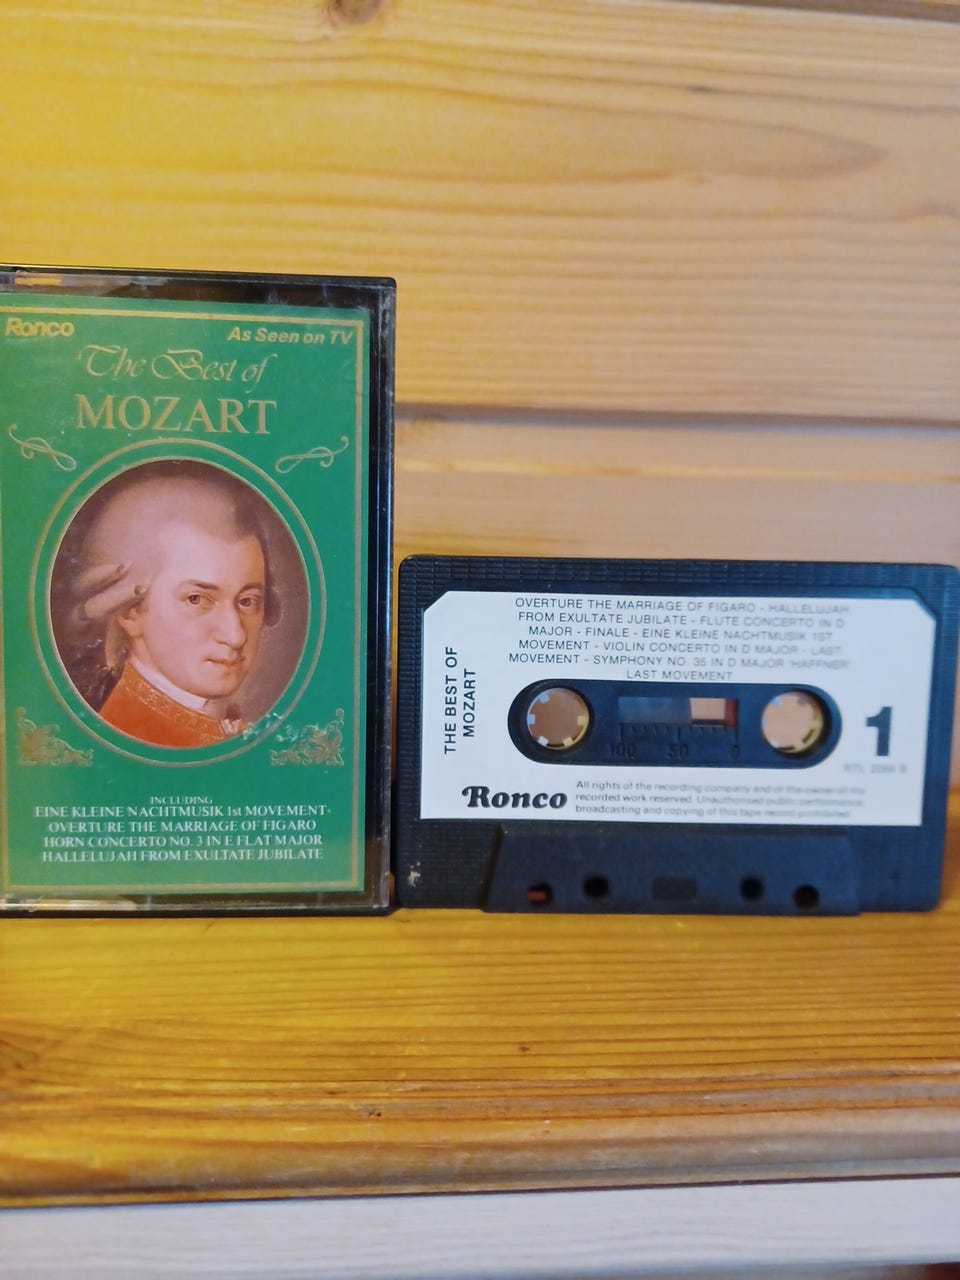 Ronco
As Seen on TV
The Best of
MOZART
INCLUDING
EINE KLEINE NACHTMUSIK 1st MOVEMENT·
OVERTURE THE MARRIAGE OF FIGARO
HORN CONCERTO NO. 3 IN E FLAT MAJOR
HALLELUJAH FROM EXULTATE JUBILATE
OVERTURE THE MARRIAGE OF FIGARO - HALLELUJAH
FROM EXULTATE JUBILATE - FLUTE CONCERTO IN D
MAJOR - FINALE - EINE KLEINE NACHTMUSIK 1ST
MOVEMENT - VIOLIN CONCERTO IN D MAJOR - LAST
MOVEMENT - SYMPHONY NO. 35 IN D MAJOR 'HAFFNER'
LAST MOVEMENT
THE BEST OF
MOZART
100 50 0
1
Ronco
All rights of the recording company and of the owner of the
recorded work reserved. Unauthorised public performance
broadcasting and copying of this tape record prohibited.